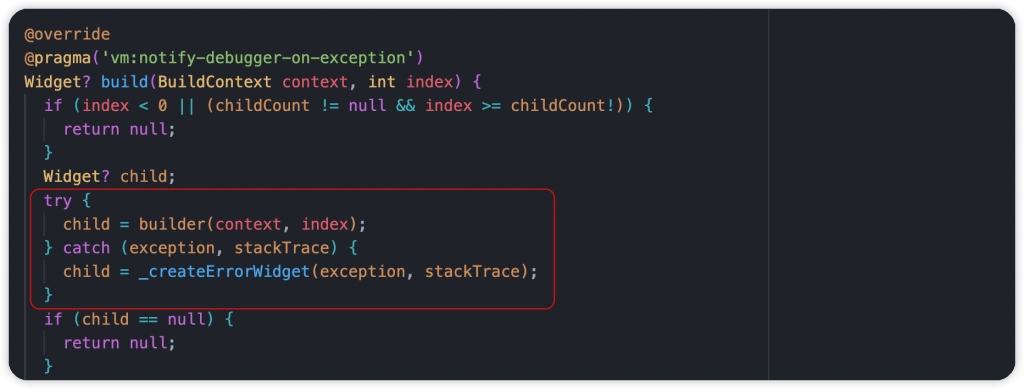 @override
@pragma('vm:notify-debugger-on-exception')
Widget? build(BuildContext context, int index) {
  if (index < 0 || (childCount != null && index >= childCount!)) {
    return null;
  }
  Widget? child;
  try {
    child = builder(context, index);
  } catch (exception, stackTrace) {
    child = _createErrorWidget(exception, stackTrace);
  }
  if (child == null) {
    return null;
  }